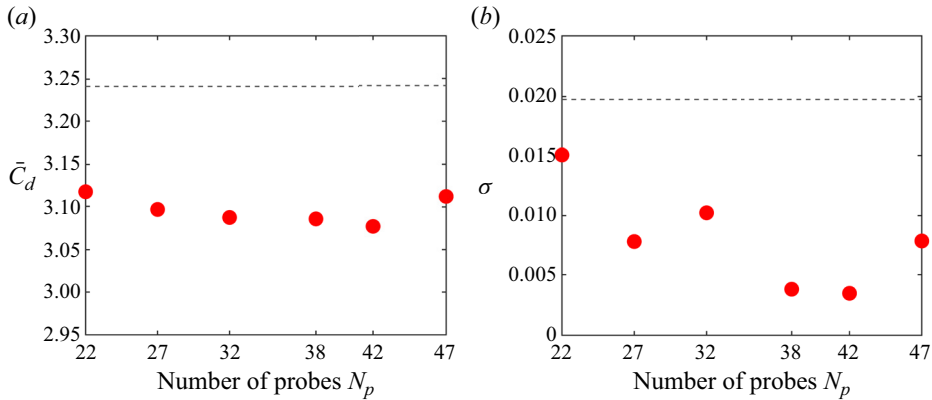 (a)
3.30
3.25
3.20
3.15
3.10
3.05
3.00
2.95
C̄d
22 27 32 38 42 47
Number of probes Np
(b)
0.025
0.020
0.015
0.010
0.005
0
σ
22 27 32 38 42 47
Number of probes Np